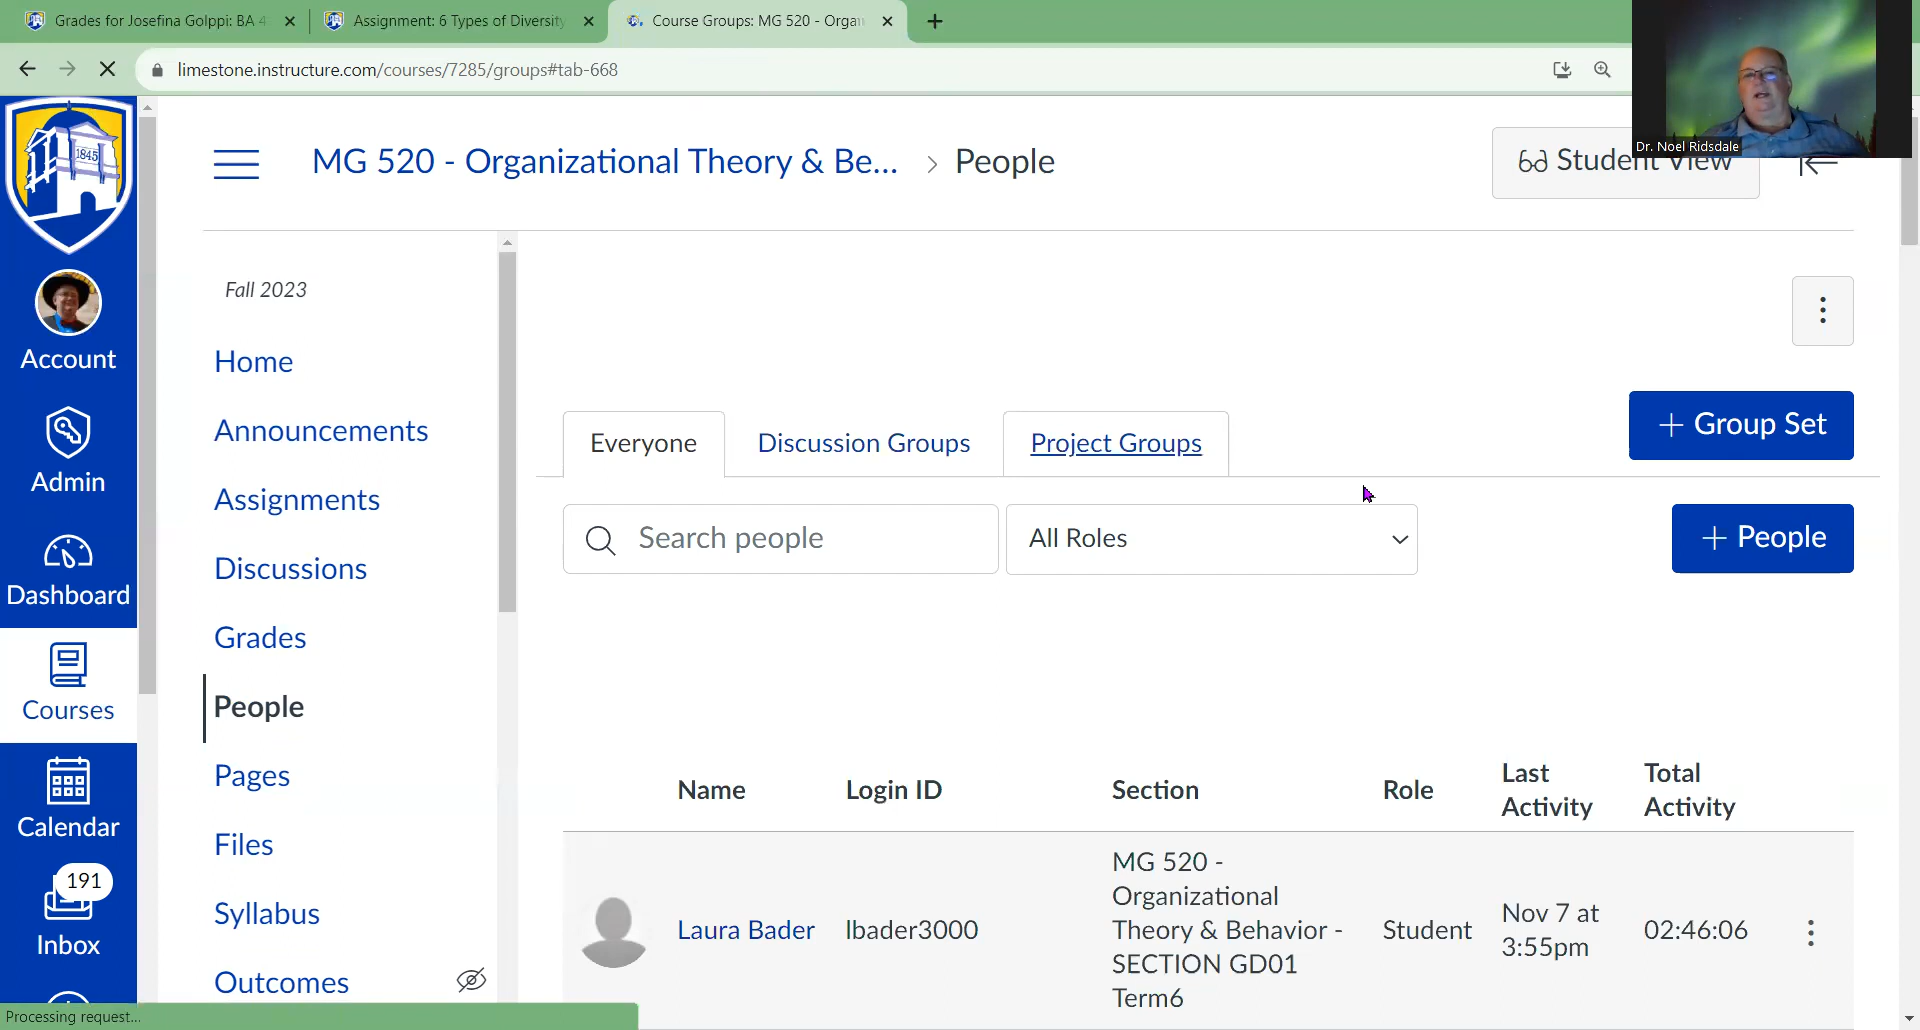 Grades for Josefina Golppi: BA 4
Assignment: 6 Types of Diversity
Course Groups: MG 520 - Organ
limestone.instructure.com/courses/7285/groups#tab-668
Dr. Noel Ridsdale
1845
MG 520 - Organizational Theory & Be... > People
Student View
Account
Admin
Dashboard
Courses
Calendar
191
Inbox
Fall 2023
Home
Announcements
Assignments
Discussions
Grades
People
Pages
Files
Syllabus
Outcomes
+ Group Set
Everyone
Discussion Groups
Project Groups
Search people
All Roles
+ People
Name
Login ID
Section
Role
Last
Activity
Total
Activity
Laura Bader
lbader3000
MG 520 -
Organizational
Theory & Behavior -
SECTION GD01
Term6
Student
Nov 7 at
3:55pm
02:46:06
Processing request...